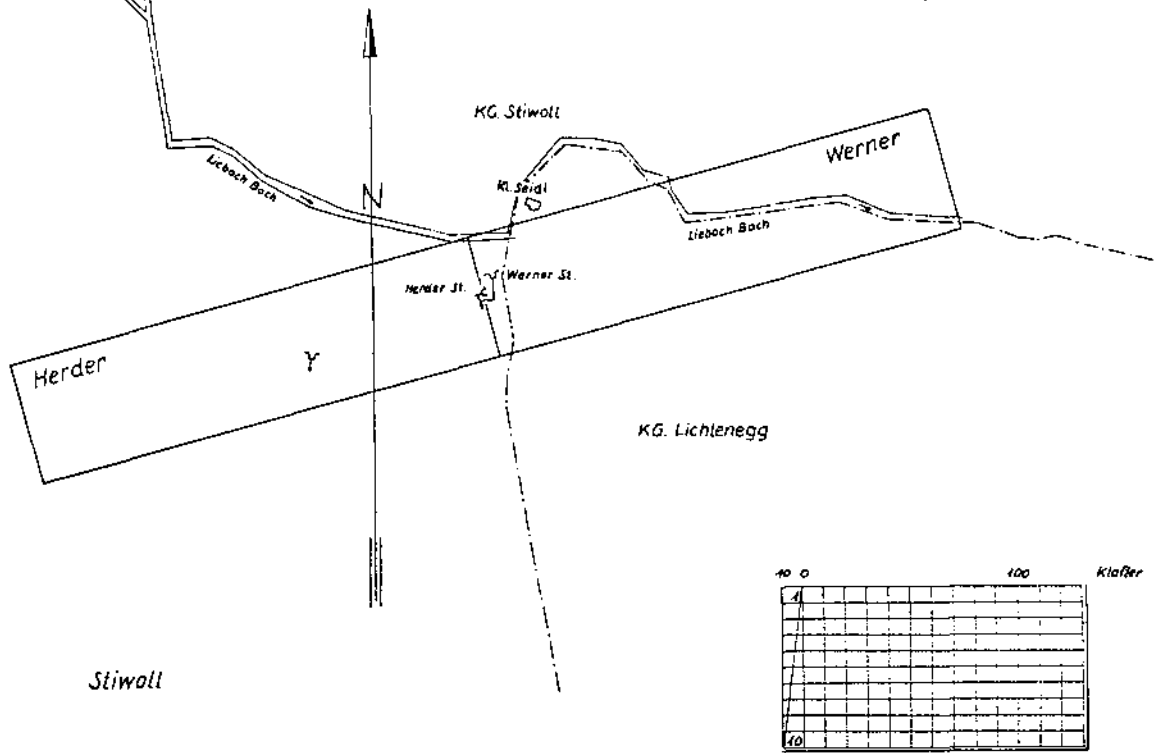 KG. Stiwoll
Werner
Liebach Bach
N
Kl. Seidl
Liebach Bach
Werner St.
Herder St.
Herder
KG. Lichtenegg
10 0 100 Klafter
1
10
Stiwoll